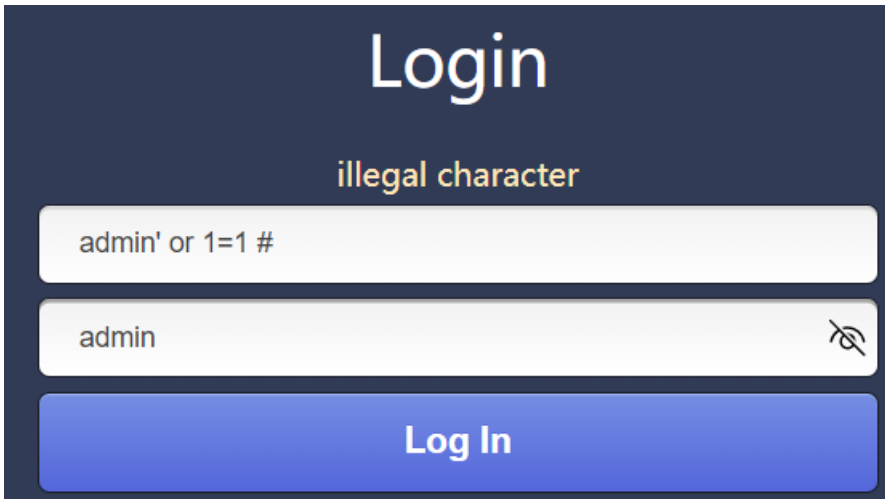 Login
illegal character
admin' or 1=1 #
admin
Log In